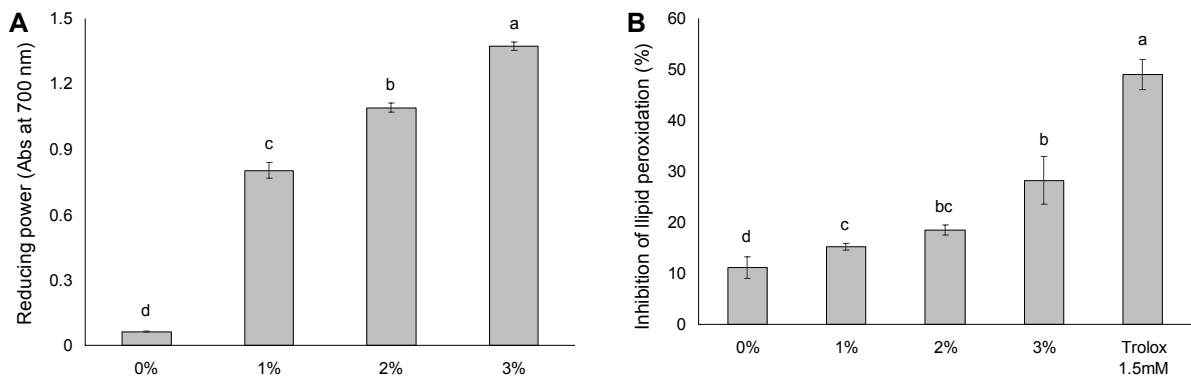 A
Reducing power (Abs at 700 nm)
1.5
1.2
0.9
0.6
0.3
0
d
c
b
a
0%
1%
2%
3%
B
Inhibition of llipid peroxidation (%)
60
50
40
30
20
10
0
d
c
bc
b
a
0%
1%
2%
3%
Trolox
1.5mM